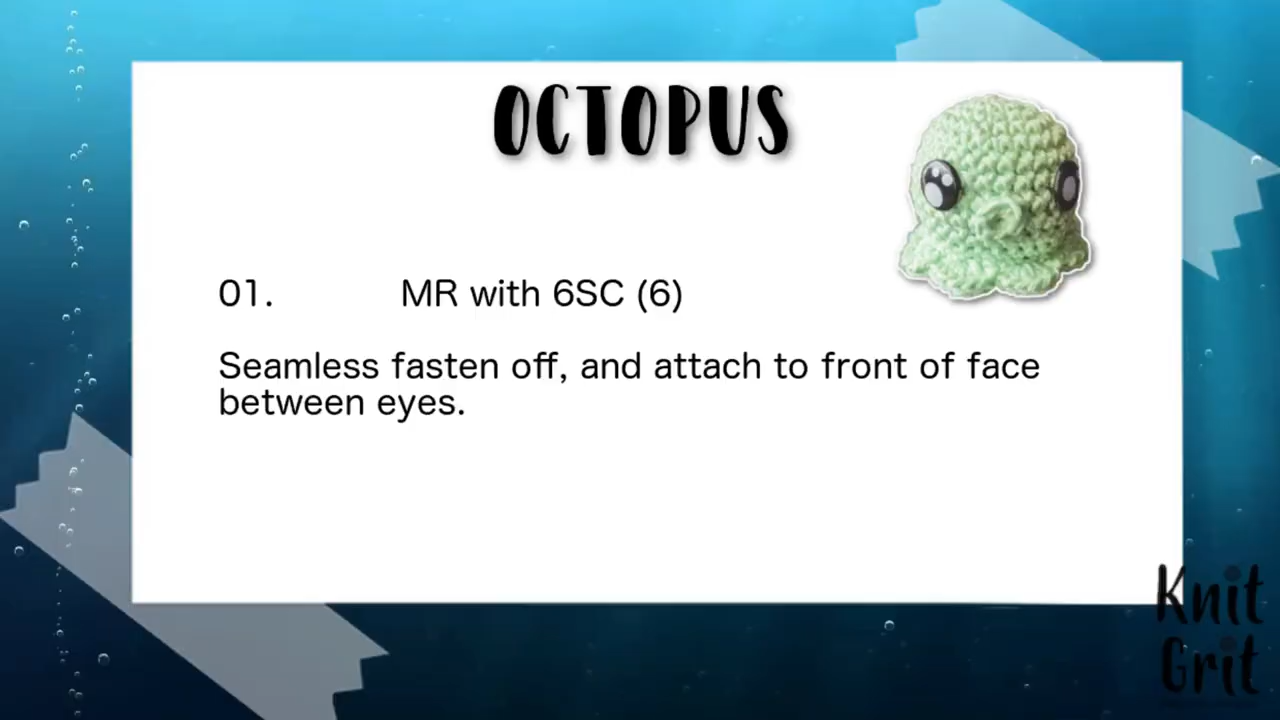 OCTOPUS
01. MR with 6SC (6)
Seamless fasten off, and attach to front of face
between eyes.
Knit
Grit